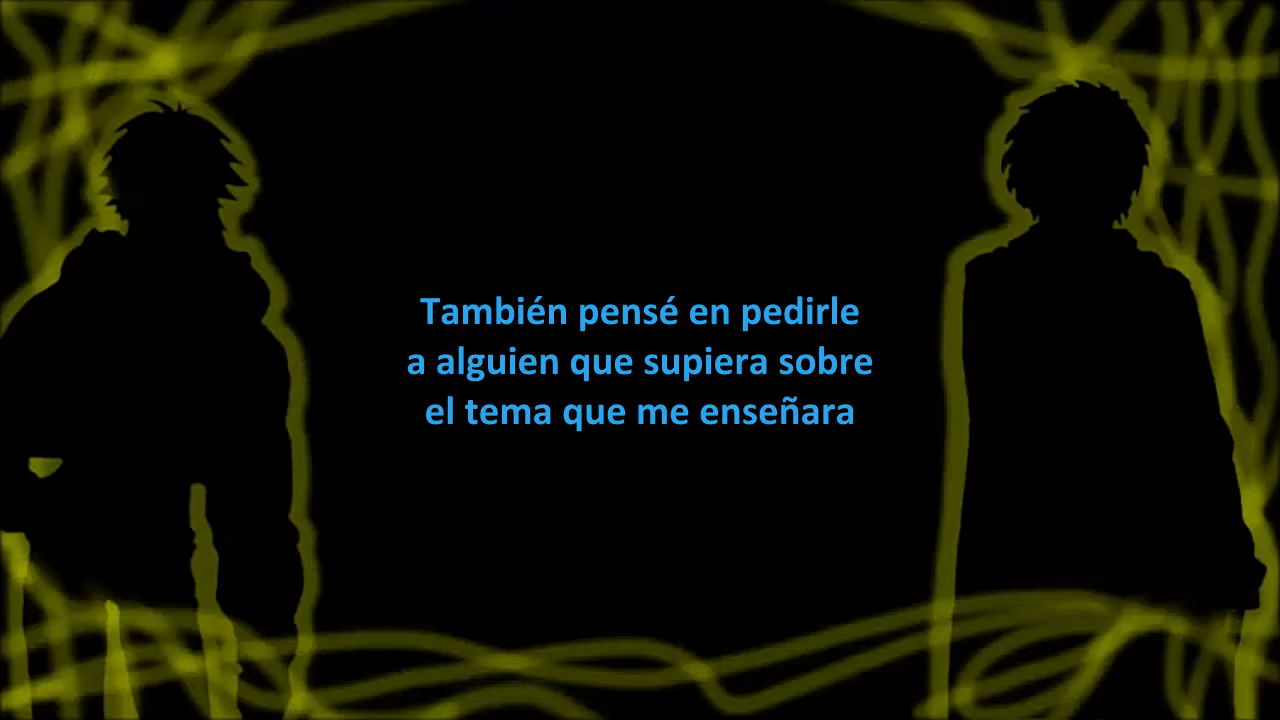 También pensé en pedirle
a alguien que supiera sobre
el tema que me enseñara